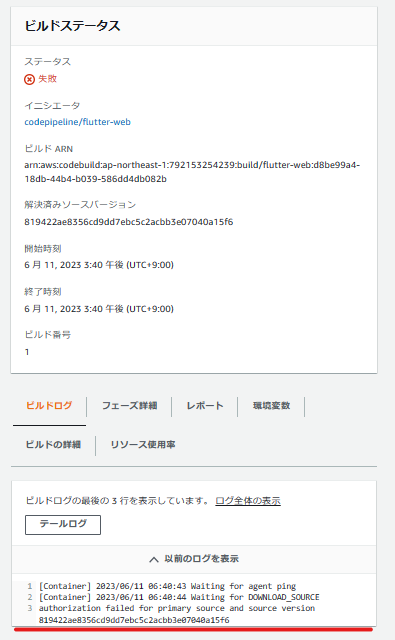 ビルドステータス
ステータス
失敗
イニシエータ
codepipeline/flutter-web
ビルド ARN
arn:aws:codebuild:ap-northeast-1:792153254239:build/flutter-web:d8be99a4-
18db-44b4-b039-586dd4db082b
解決済みソースバージョン
819422ae8356cd9dd7ebc5c2acbb3e07040a15f6
開始時刻
6 月 11, 2023 3:40 午後 (UTC+9:00)
終了時刻
6 月 11, 2023 3:40 午後 (UTC+9:00)
ビルド番号
1
ビルドログ フェーズ詳細 レポート 環境変数
ビルドの詳細 リソース使用率
ビルドログの最後の 3 行を表示しています。 ログ全体の表示
テールログ
以前のログを表示
1 [Container] 2023/06/11 06:40:43 Waiting for agent ping
2 [Container] 2023/06/11 06:40:44 Waiting for DOWNLOAD_SOURCE
3 authorization failed for primary source and source version
819422ae8356cd9dd7ebc5c2acbb3e07040a15f6